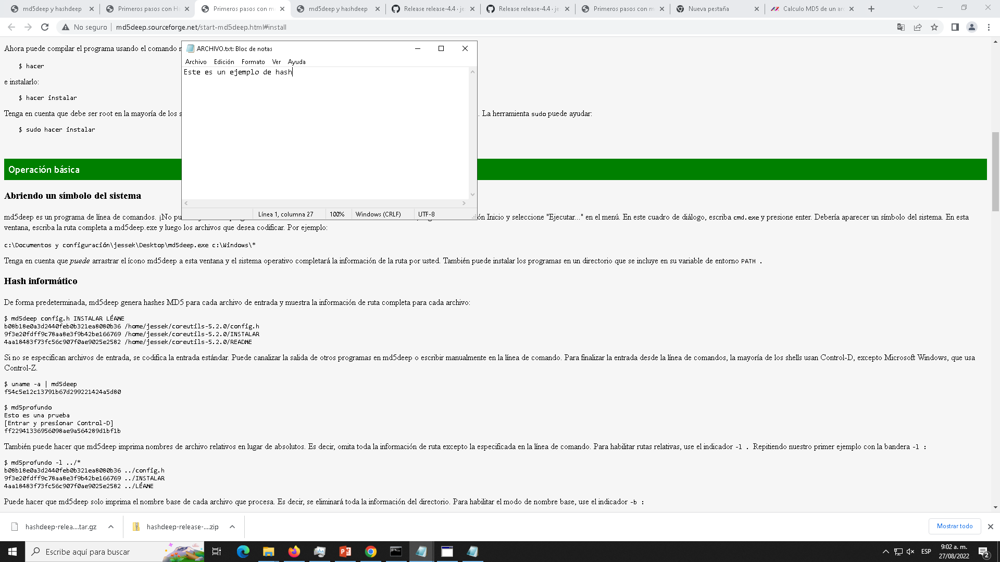 md5deep y hashdeep
Primeros pasos con Ha
Primeros pasos con m
md5deep y hashdeep
Release release-4.4 · je
Release release-4.4 · je
Primeros pasos con m
Nueva pestaña
Calculo MD5 de un arc
No seguro
md5deep.sourceforge.net/start-md5deep.html#install
Ahora puede compilar el programa usando el comando
$ hacer
e instalarlo:
$ hacer instalar
Tenga en cuenta que debe ser root en la mayoría de los s
. La herramienta sudo puede ayudar:
$ sudo hacer instalar
ARCHIVO.txt: Bloc de notas
Archivo Edición Formato Ver Ayuda
Este es un ejemplo de hash
Línea 1, columna 27 100% Windows (CRLF) UTF-8
Operación básica
Abriendo un símbolo del sistema
md5deep es un programa de línea de comandos. ¡No pu
ón Inicio y seleccione "Ejecutar..." en el menú. En este cuadro de diálogo, escriba cmd.exe y presione enter. Debería aparecer un símbolo del sistema. En esta
ventana, escriba la ruta completa a md5deep.exe y luego los archivos que desea codificar. Por ejemplo:
c:\Documentos y configuración\jessek\Desktop\md5deep.exe c:\Windows\*
Tenga en cuenta que puede arrastrar el ícono md5deep a esta ventana y el sistema operativo completará la información de la ruta por usted. También puede instalar los programas en un directorio que se incluye en su variable de entorno PATH .
Hash informático
De forma predeterminada, md5deep genera hashes MD5 para cada archivo de entrada y muestra la información de ruta completa para cada archivo:
$ md5deep config.h INSTALAR LÉAME
b08b18e0a3d2440feb0b321ea8080b36 /home/jessek/coreutils-5.2.0/config.h
9f3e20fdff9c78aa8e3f9b42be166769 /home/jessek/coreutils-5.2.0/INSTALAR
4aa18483f73fc56c907f0ae9025e2582 /home/jessek/coreutils-5.2.0/README
Si no se especifican archivos de entrada, se codifica la entrada estándar. Puede canalizar la salida de otros programas en md5deep o escribir manualmente en la línea de comando. Para finalizar la entrada desde la línea de comandos, la mayoría de los shells usan Control-D, excepto Microsoft Windows, que usa
Control-Z.
$ uname -a | md5deep
f54c5e12c13791b67d299221424a5d80
$ md5profundo
Esto es una prueba
[Entrar y presionar Control-D]
ff22941336956098ae9a564289d1bf1b
También puede hacer que md5deep imprima nombres de archivo relativos en lugar de absolutos. Es decir, omita toda la información de ruta excepto la especificada en la línea de comando. Para habilitar rutas relativas, use el indicador -l . Repitiendo nuestro primer ejemplo con la bandera -l :
$ md5profundo -l ../*
b08b18e0a3d2440feb0b321ea8080b36 ../config.h
9f3e20fdff9c78aa8e3f9b42be166769 ../INSTALAR
4aa18483f73fc56c907f0ae9025e2582 ../LÉAME
Puede hacer que md5deep solo imprima el nombre base de cada archivo que procesa. Es decir, se eliminará toda la información del directorio. Para habilitar el modo de nombre base, use el indicador -b :
hashdeep-relea....tar.gz
hashdeep-release-....zip
Mostrar todo
Escribe aquí para buscar
ESP
9:02 a. m.
27/08/2022
2